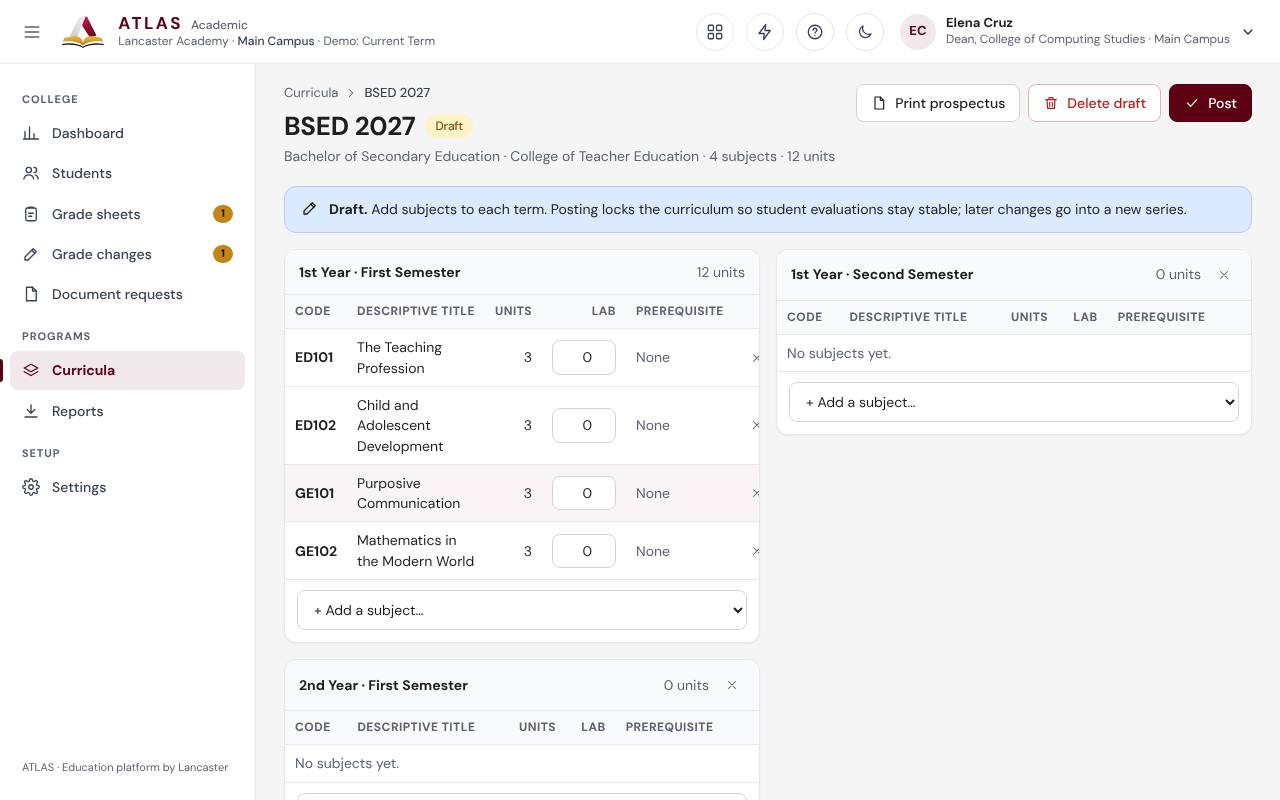 ATLAS Academic
Lancaster Academy · Main Campus · Demo: Current Term
EC
Elena Cruz
Dean, College of Computing Studies · Main Campus
COLLEGE
Dashboard
Students
Grade sheets 1
Grade changes 1
Document requests
PROGRAMS
Curricula
Reports
SETUP
Settings
ATLAS · Education platform by Lancaster
Curricula > BSED 2027
BSED 2027 Draft
Bachelor of Secondary Education · College of Teacher Education · 4 subjects · 12 units
Print prospectus
Delete draft
Post
Draft. Add subjects to each term. Posting locks the curriculum so student evaluations stay stable; later changes go into a new series.
1st Year · First Semester 12 units
CODE DESCRIPTIVE TITLE UNITS LAB PREREQUISITE
ED101 The Teaching Profession 3 0 None ×
ED102 Child and Adolescent Development 3 0 None ×
GE101 Purposive Communication 3 0 None ×
GE102 Mathematics in the Modern World 3 0 None ×
+ Add a subject...
1st Year · Second Semester 0 units ×
CODE DESCRIPTIVE TITLE UNITS LAB PREREQUISITE
No subjects yet.
+ Add a subject...
2nd Year · First Semester 0 units ×
CODE DESCRIPTIVE TITLE UNITS LAB PREREQUISITE
No subjects yet.